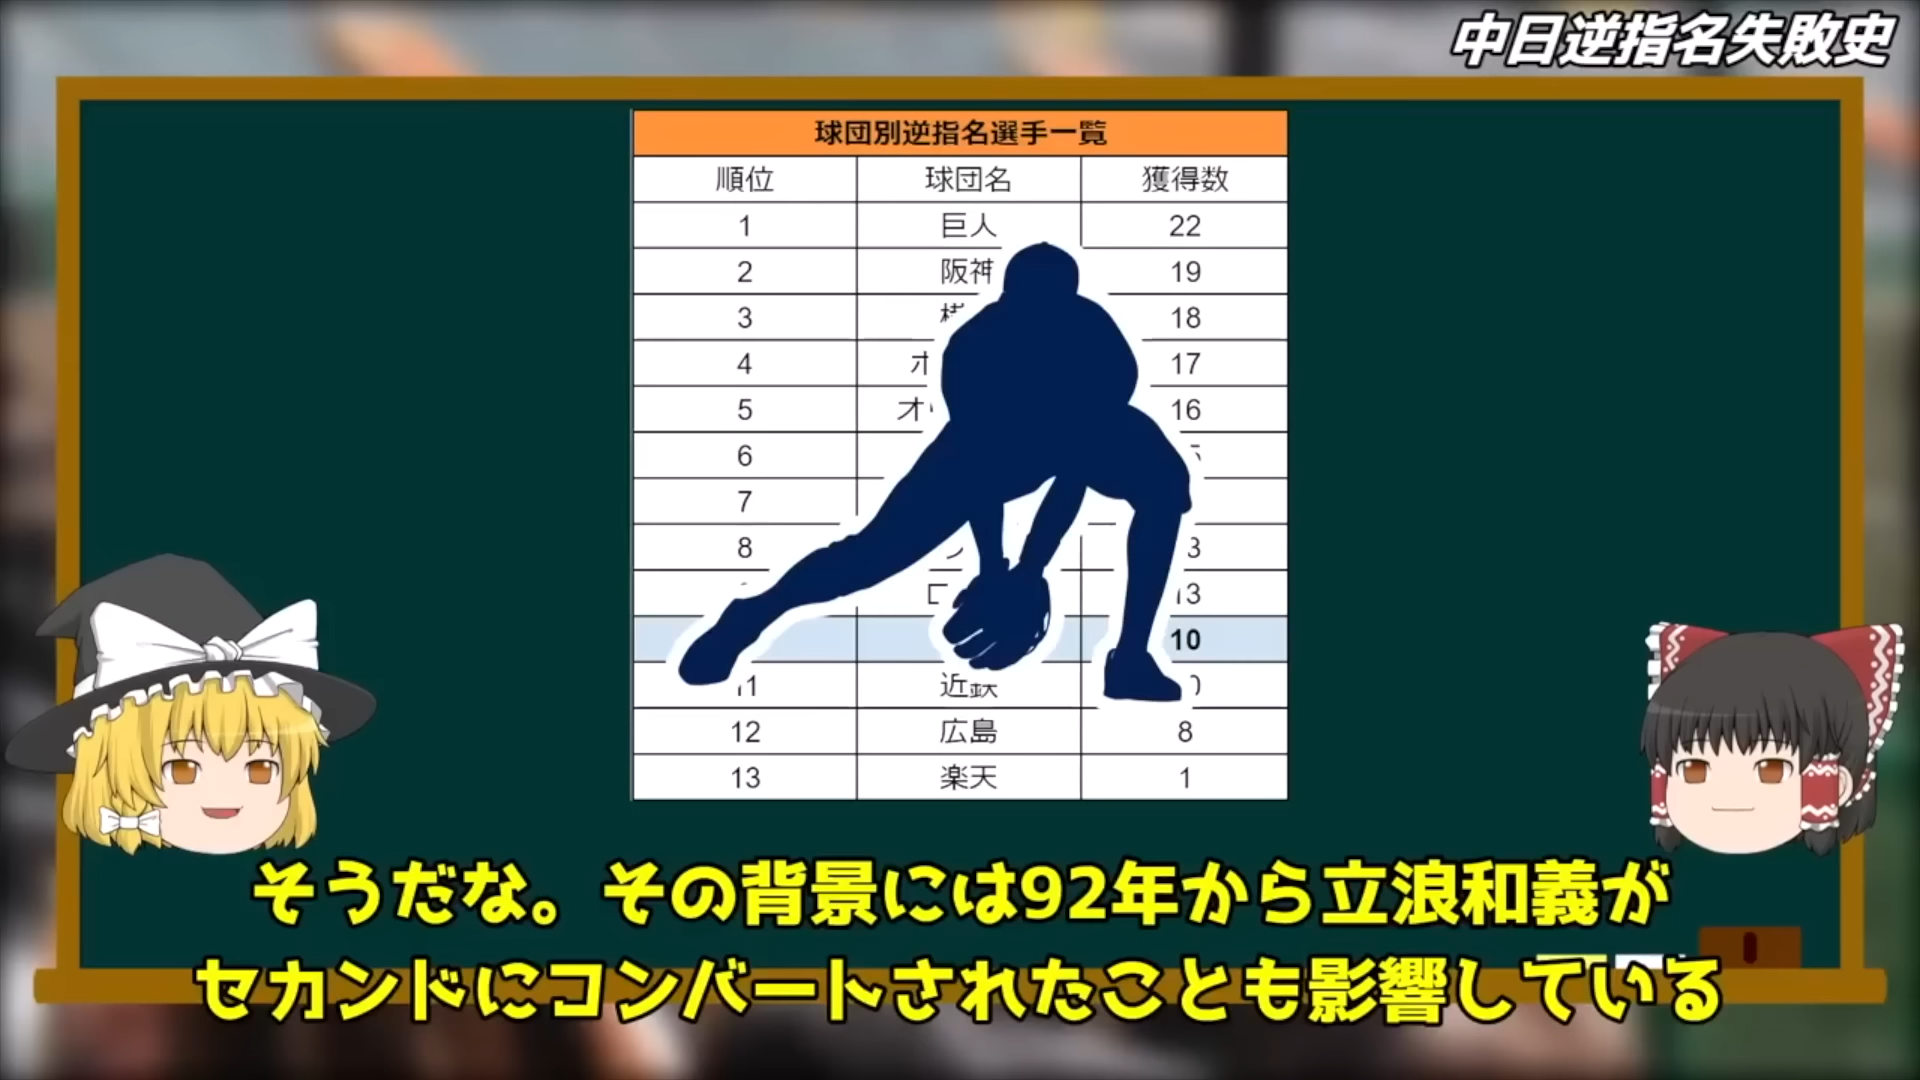 中日逆指名失敗史
球団別逆指名選手一覧
順位 球団名 獲得数
1 巨人 22
2 阪神 19
3 18
4 17
5 16
6
7
8
13
10
近鉄
12 広島 8
13 楽天 1
そうだな。その背景には92年から立浪和義が
セカンドにコンバートされたことも影響している